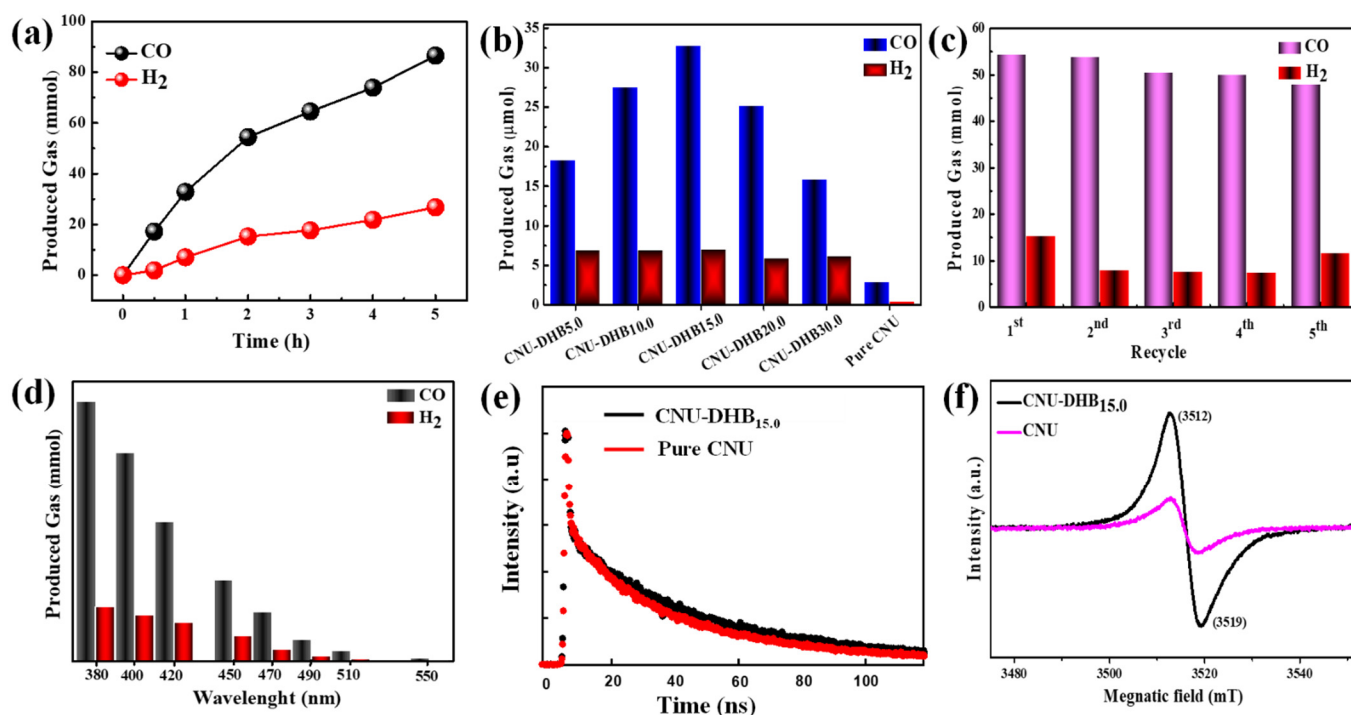 (a)
CO
H2
Produced Gas (mmol)
100
80
60
40
20
0
0 1 2 3 4 5
Time (h)
(b)
CO
H2
Produced Gas (μmol)
35
30
25
20
15
10
5
0
CNU-DHB5.0 CNU-DHB10.0 CNU-DHB15.0 CNU-DHB20.0 CNU-DHB30.0 Pure CNU
(c)
CO
H2
Produced Gas (mmol)
60
50
40
30
20
10
0
1st 2nd 3rd 4th 5th
Recycle
(d)
CO
H2
Produced Gas (mmol)
380 400 420 450 470 490 510 550
Wavelenght (nm)
(e)
CNU-DHB15.0
Pure CNU
Intensity (a.u)
0 20 40 60 80 100
Time (ns)
(f)
CNU-DHB15.0
CNU
(3512)
(3519)
Intensity (a.u.)
3480 3500 3520 3540
Megnatic field (mT)